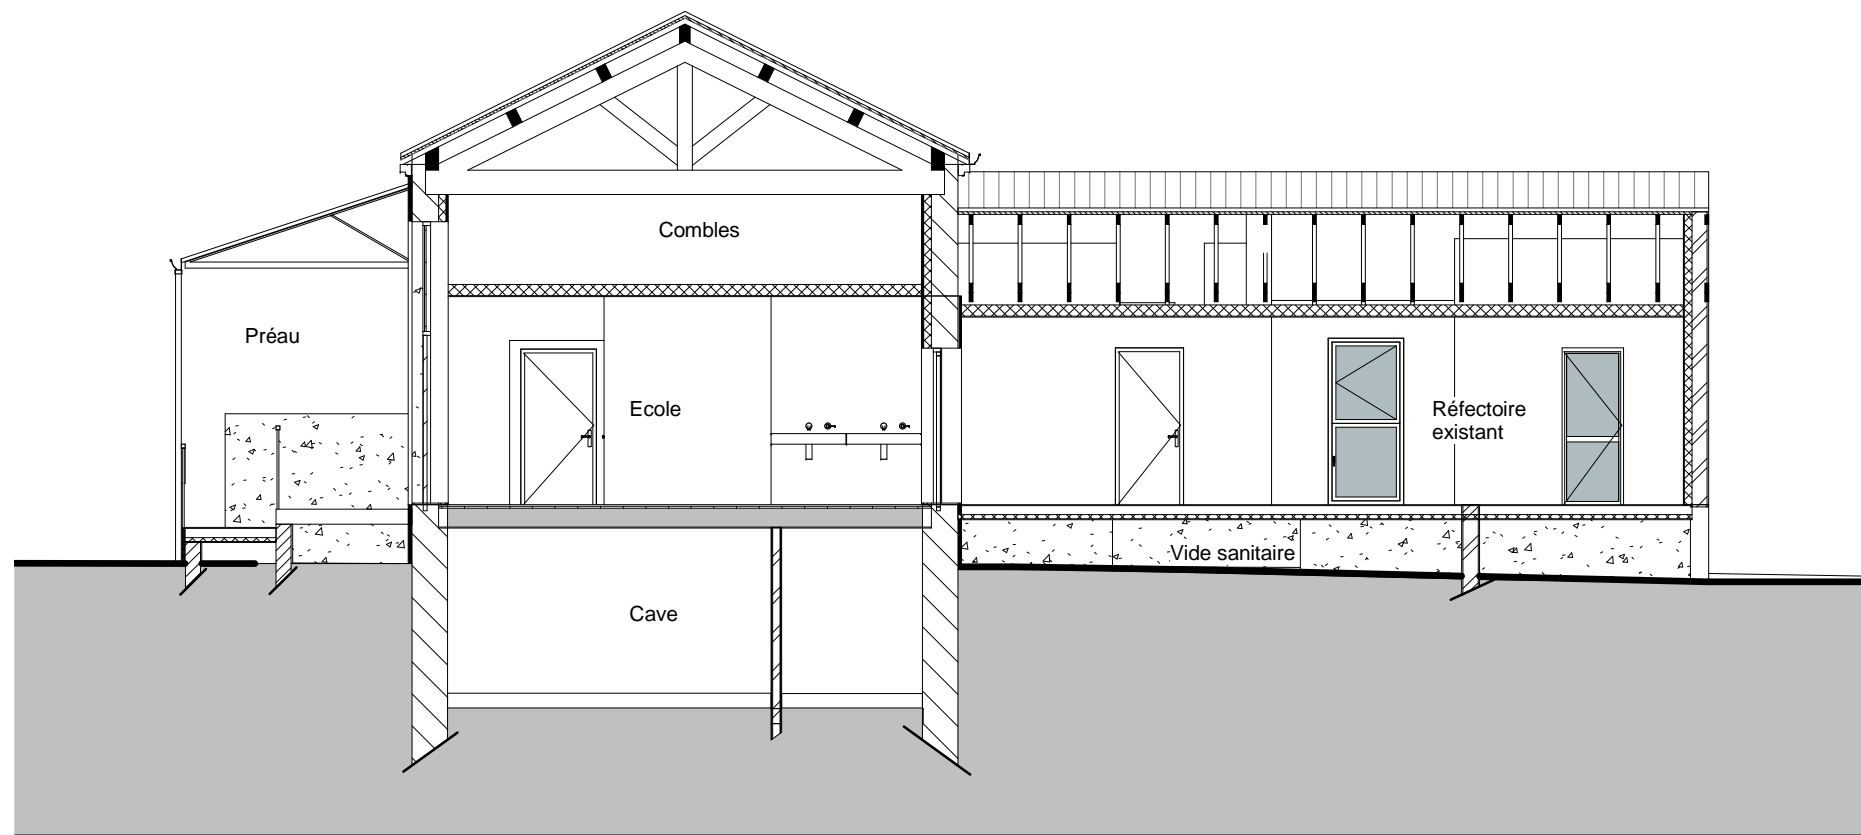 Combles
Préau
Ecole
Réfectoire
existant
Vide sanitaire
Cave